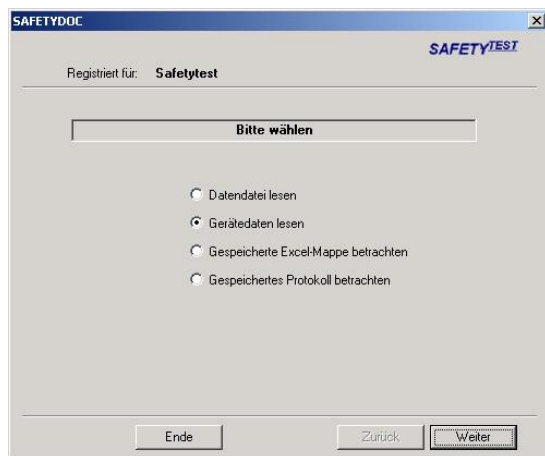 SAFETYDOC
SAFETYTEST
Registriert für: Safetytest
Bitte wählen
Datendatei lesen
Gerätedaten lesen
Gespeicherte Excel-Mappe betrachten
Gespeichertes Protokoll betrachten
Ende Zurück Weiter